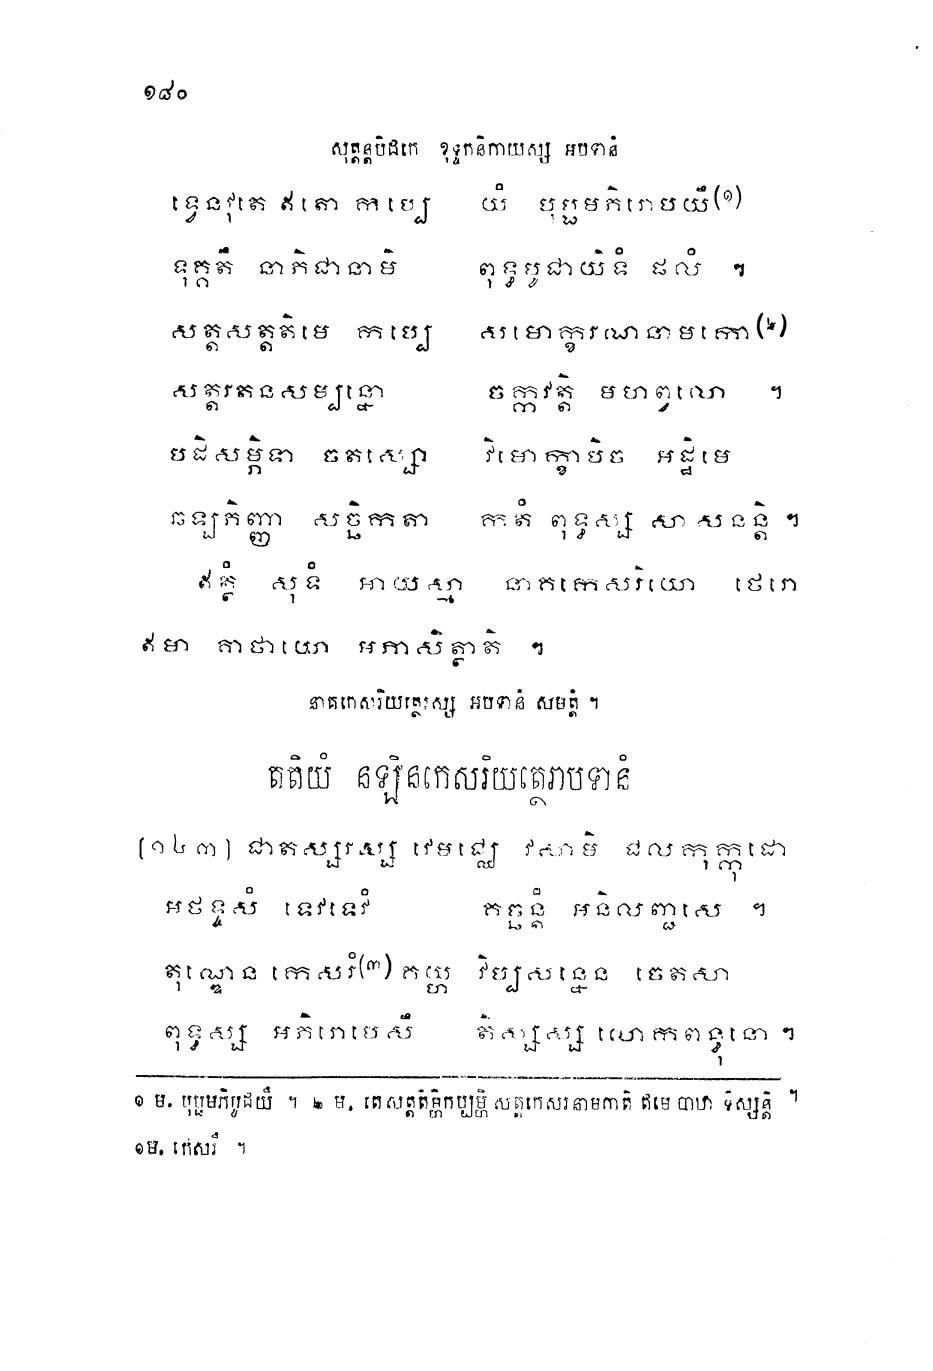 ១៨០
សុត្តន្តបិដកេ ខុទ្ទកនិកាយស្ស អបទានំ
ទ្វេនវុតេ ឥតោ កប្បេ យំ បុប្ផមភិរោបយឹ(១)
ទុគ្គតឹ នាភិជានាមិ ពុទ្ធបូជាយិទំ ផលំ ។
សត្តសត្តតិមេ កប្បេ សមោក្ខរណនាមកោ(២)
សត្តរតនសម្បន្នោ ចក្កវត្តិ មហព្វលោ ។
បដិសម្ភិទា ចតស្សោ វិមោក្ខាបិច អដ្ឋិមេ
ឆឡភិញ្ញា សច្ឆិកតា កតំ ពុទ្ធស្ស សាសនន្តិ ។
ឥត្ថំ សុទំ អាយស្មា នាគកេសរិយោ ថេរោ
ឥមា គាថាយោ អភាសិត្ថាតិ ។
នាគកេសរិយត្ថេរស្ស អបទានំ សមត្តំ ។
តតិយំ នឡិនកេសរិយត្ថេរាបទានំ
[១៤៣] ជាតស្សរស្ស វេមជ្ឈេ វសាមិ ជលកុក្កុដោ
អថទ្ទសំ ទេវទេវំ គច្ឆន្តំ អនិលញ្ជសេ ។
តុណ្ឌេន កេសរំ(៣)គយ្ហ វិប្បសន្នេន ចេតសា
ពុទ្ធស្ស អភិរោបេសឹ តិស្សស្ស លោកពន្ធុនោ ។
១ ម. បុប្ផមភិបូជយឹ ។ ២ ម. តេសត្តតិម្ហិកប្បម្ហិ សត្តកេសរនាមកាតិ ឥមេ បាឋា ទិស្សន្តិ ។
១ម. កេសរឹ ។